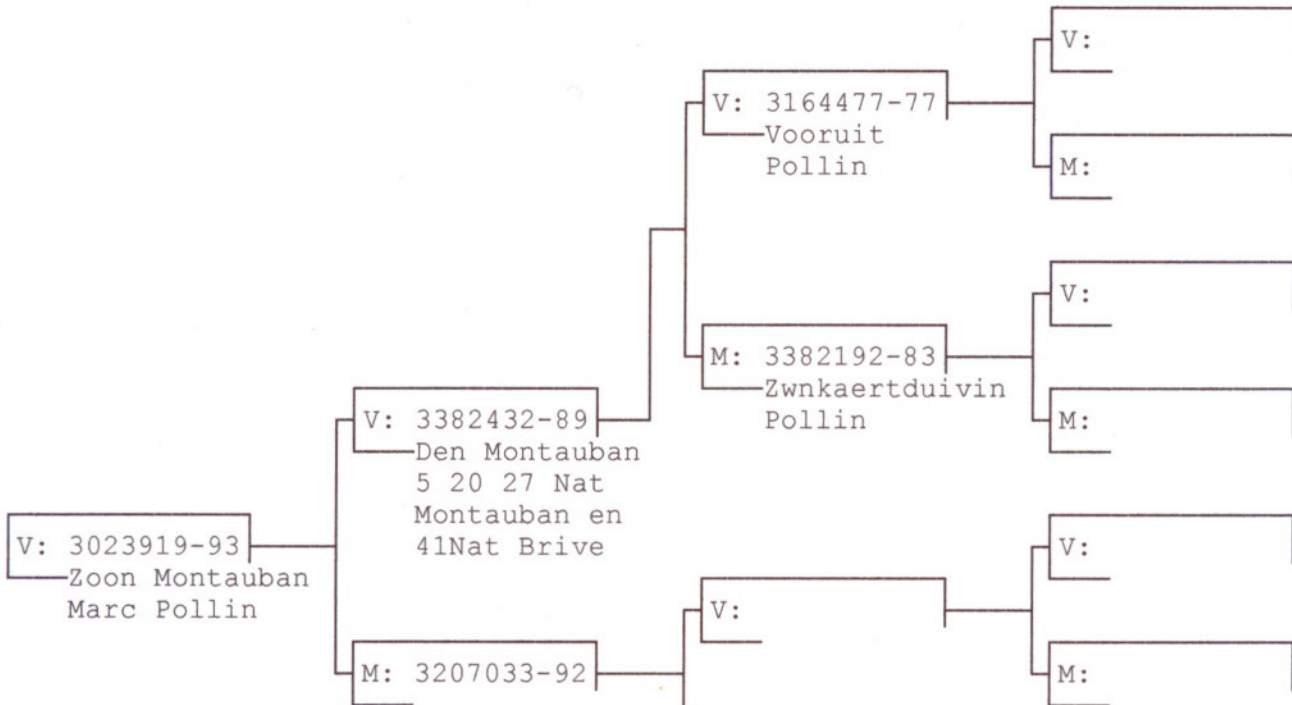 V:
V: 3164477-77
Vooruit
Pollin
M:
V:
M: 3382192-83
Zwnkaertduivin
Pollin
M:
V: 3382432-89
Den Montauban
5 20 27 Nat
Montauban en
41Nat Brive
V: 3023919-93
Zoon Montauban
Marc Pollin
V:
V:
M: 3207033-92
M: